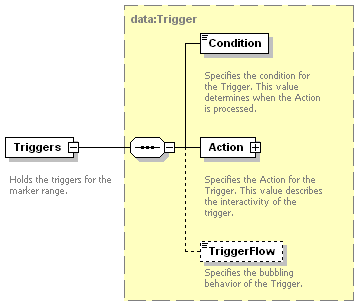 data:Trigger
Condition
Specifies the condition for
the Trigger. This value
determines when the Action
is processed.
Triggers
Holds the triggers for the
marker range.
Action
Specifies the Action for the
Trigger. This value describes
the interactivity of the
trigger.
TriggerFlow
Specifies the bubbling
behavior of the Trigger.